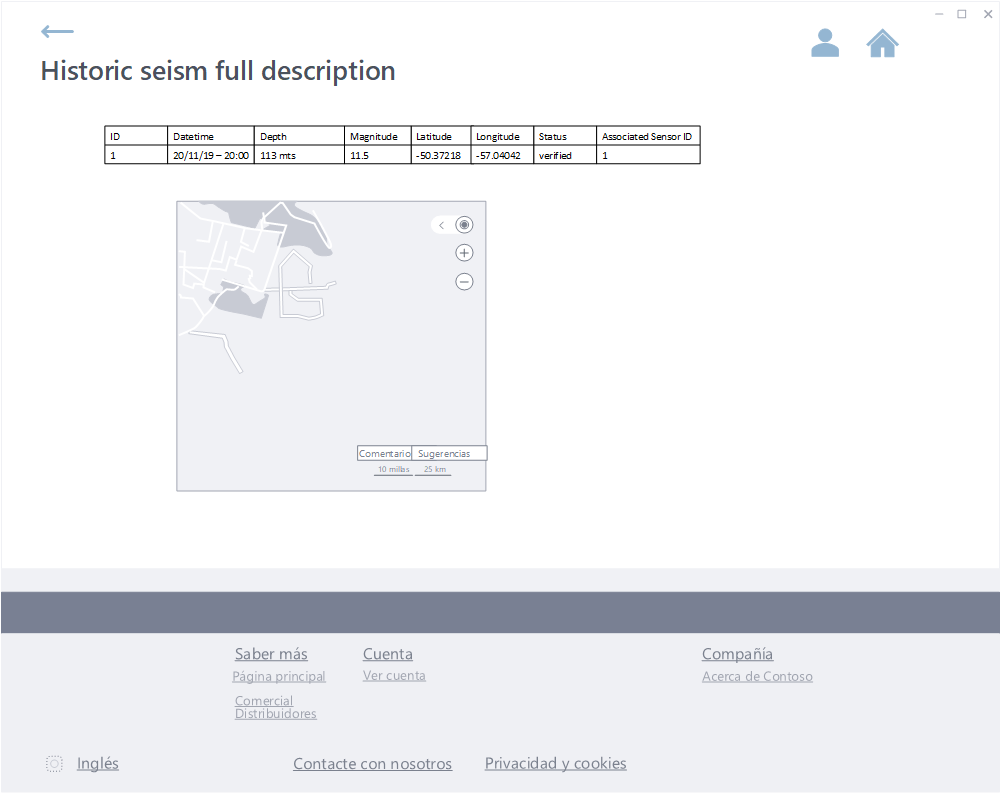 Historic seism full description
ID Datetime Depth Magnitude Latitude Longitude Status Associated Sensor ID
1 20/11/19 – 20:00 113 mts 11.5 -50.37218 -57.04042 verified 1
Comentario Sugerencias
10 millas 25 km
Saber más Cuenta Compañía
Página principal Ver cuenta Acerca de Contoso
Comercial
Distribuidores
Inglés Contacte con nosotros Privacidad y cookies